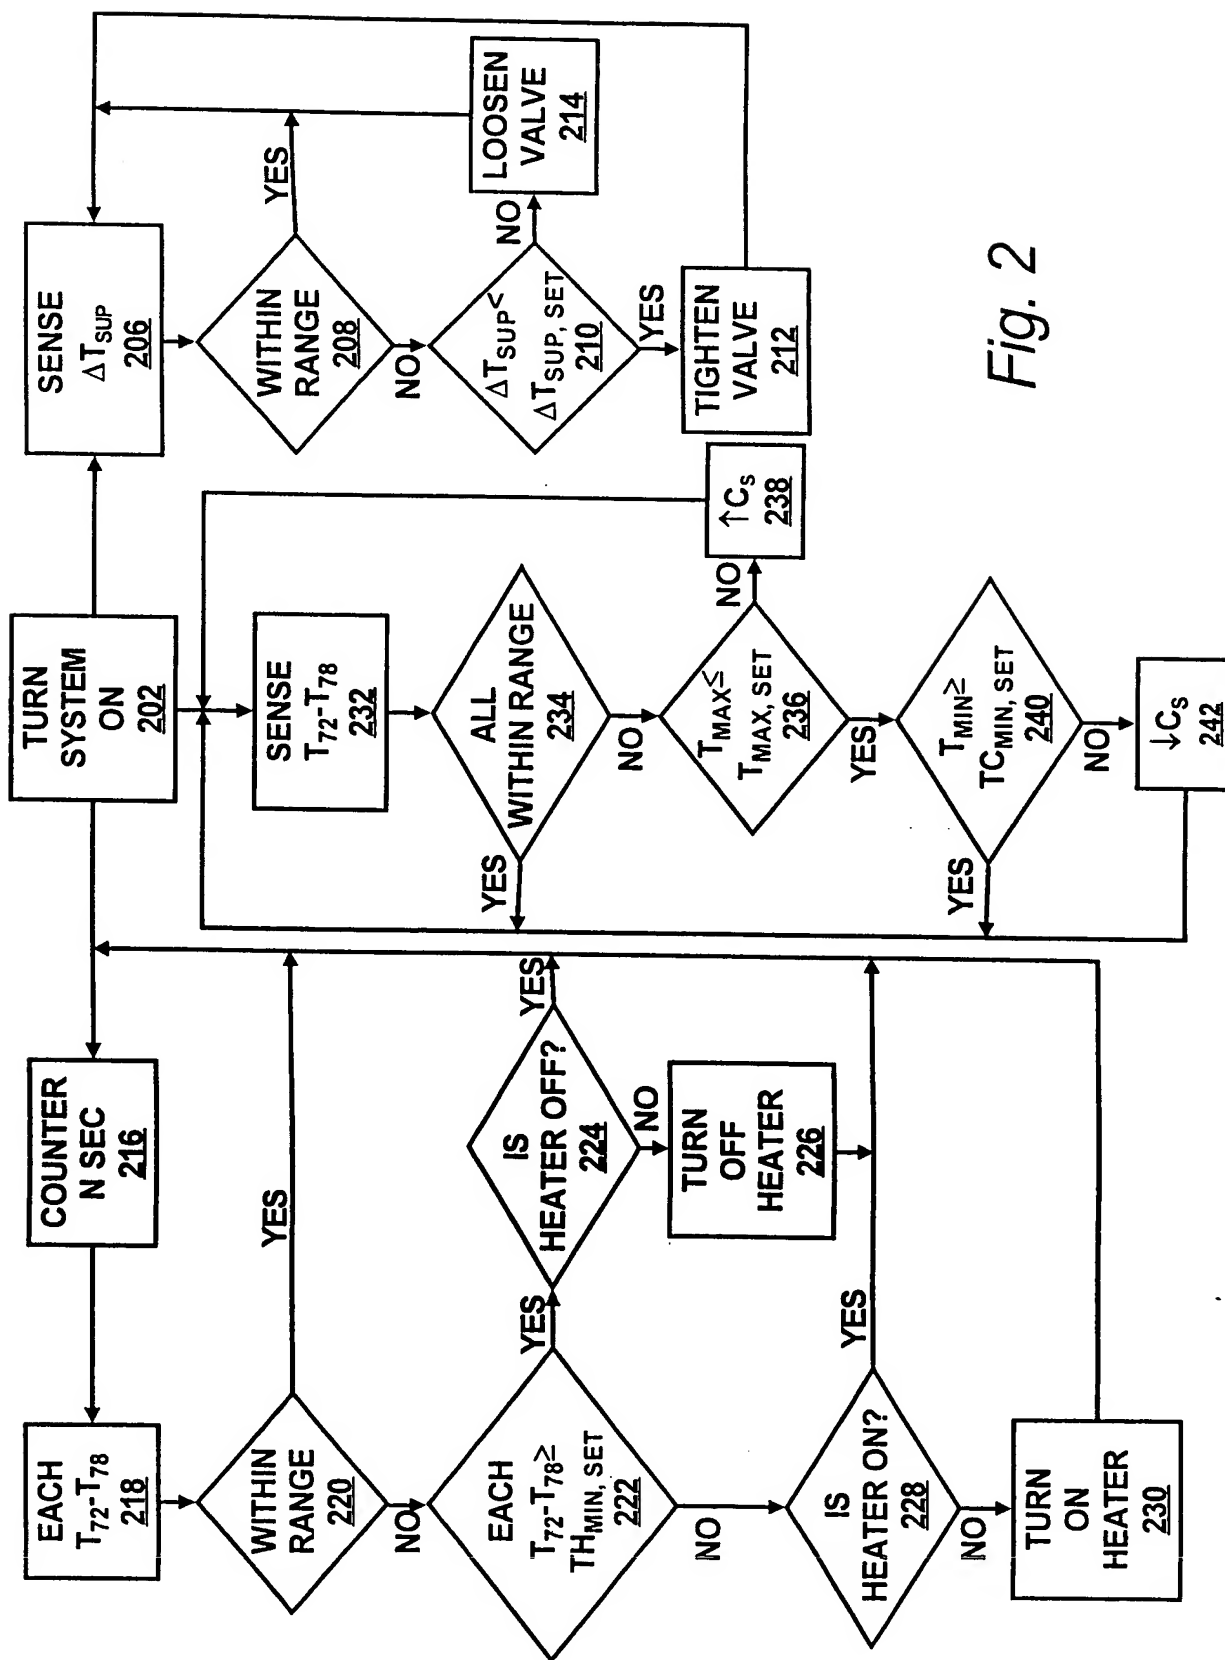 TURN
SYSTEM
ON
202
SENSE
ΔT_SUP
206
WITHIN
RANGE
208
YES
NO
ΔT_SUP<
ΔT_SUP, SET
210
NO
YES
LOOSEN
VALVE
214
TIGHTEN
VALVE
212
SENSE
T_72-T_78
232
ALL
WITHIN RANGE
234
YES
NO
T_MAX≤
T_MAX, SET
236
NO
YES
↑C_S
238
T_MIN≥
TC_MIN, SET
240
YES
NO
↓C_S
242
COUNTER
N SEC
216
EACH
T_72-T_78
218
WITHIN
RANGE
220
YES
NO
EACH
T_72-T_78≥
TH_MIN, SET
222
YES
NO
IS
HEATER OFF?
224
YES
NO
TURN
OFF
HEATER
226
IS
HEATER ON?
228
YES
NO
TURN
ON
HEATER
230
Fig. 2